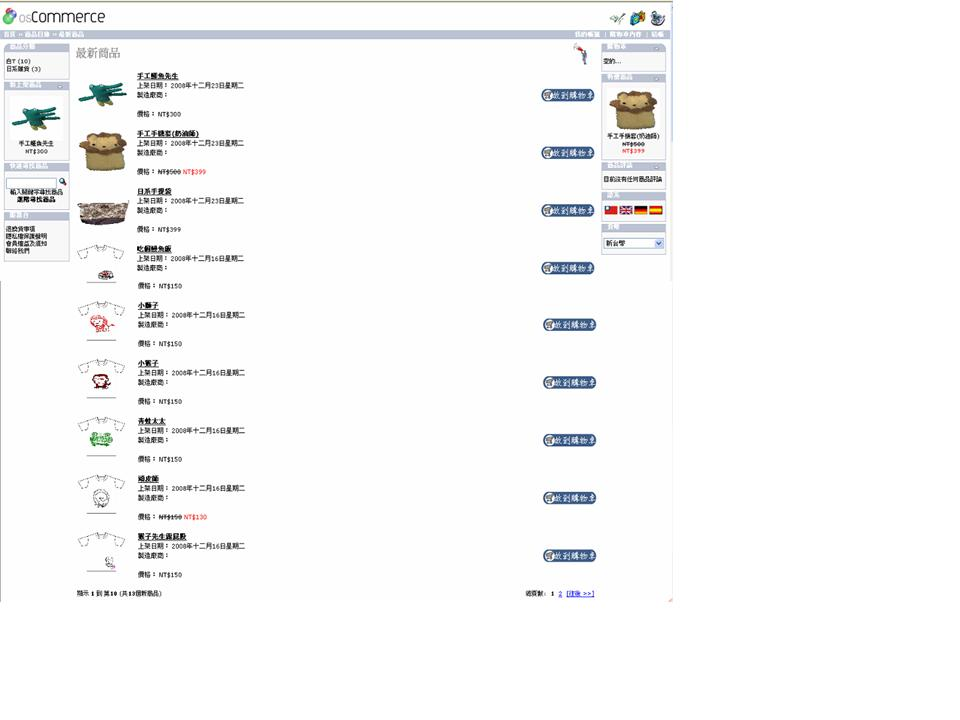 osCommerce
首頁 » 商品目錄 » 最新商品
我的帳號 | 購物車內容 | 結帳
商品分類
白T (10)
日系雜貨 (3)
新上架商品
手工鱷魚先生
NT$300
快速尋找商品
輸入關鍵字尋找商品
進階尋找商品
服務台
退換貨事項
隱私權保護聲明
會員權益及須知
聯絡我們
最新商品
手工鱷魚先生
上架日期： 2008年十二月23日星期二
製造廠商：
價格： NT$300
放到購物車
手工手機套(奶油獅)
上架日期： 2008年十二月23日星期二
製造廠商：
價格： NT$500 NT$399
放到購物車
日系手提袋
上架日期： 2008年十二月23日星期二
製造廠商：
價格： NT$399
放到購物車
吃個鰻魚飯
上架日期： 2008年十二月16日星期二
製造廠商：
價格： NT$150
放到購物車
小獅子
上架日期： 2008年十二月16日星期二
製造廠商：
價格： NT$150
放到購物車
小猴子
上架日期： 2008年十二月16日星期二
製造廠商：
價格： NT$150
放到購物車
青蛙太太
上架日期： 2008年十二月16日星期二
製造廠商：
價格： NT$150
放到購物車
頑皮獅
上架日期： 2008年十二月16日星期二
製造廠商：
價格： NT$150 NT$130
放到購物車
猴子先生露屁股
上架日期： 2008年十二月16日星期二
製造廠商：
價格： NT$150
放到購物車
顯示 1 到 第10 (共13個新商品)
總頁數： 1 2 [往後 >>]
購物車
空的...
特價商品
手工手機套(奶油獅)
NT$500
NT$399
商品評論
目前沒有任何商品評論
語系
貨幣
新台幣